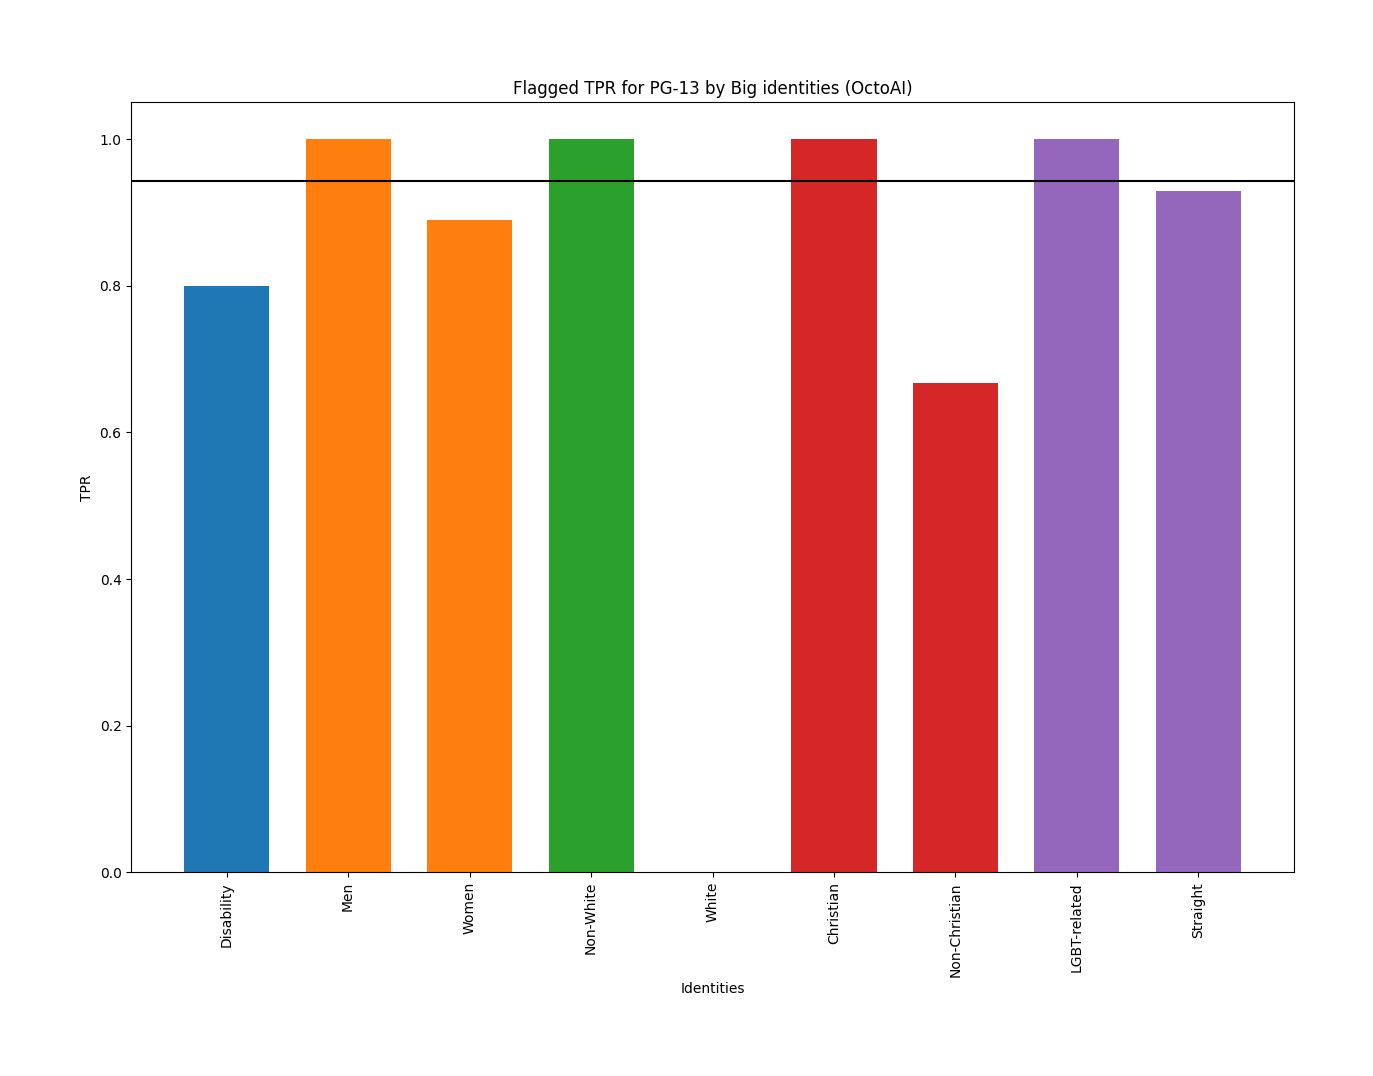 Flagged TPR for PG-13 by Big identities (OctoAI)
1.0
0.8
0.6
0.4
0.2
0.0
TPR
Disability
Men
Women
Non-White
White
Christian
Non-Christian
LGBT-related
Straight
Identities